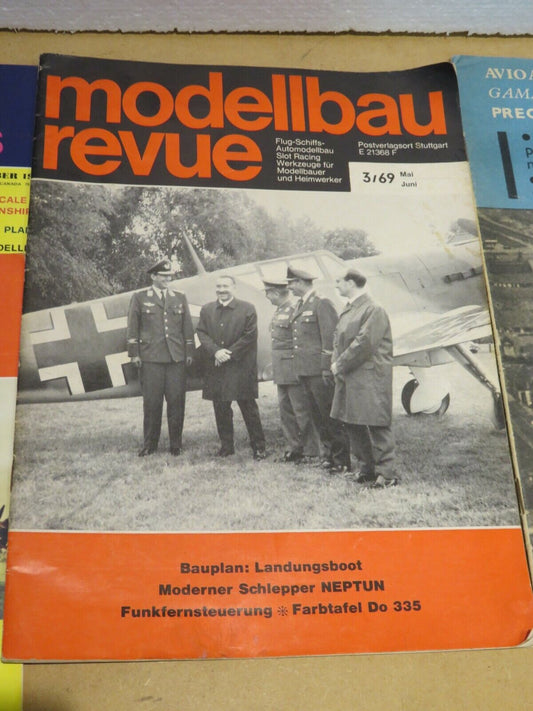 modellbau
revue
Flug-Schiffs-
Automodellbau
Slot Racing
Werkzeuge für
Modellbauer
und Heimwerker
Postverlagsort Stuttgart
E 21368 F
3/69 Mai
Juni
Bauplan: Landungsboot
Moderner Schlepper NEPTUN
Funkfernsteuerung ❊ Farbtafel Do 335